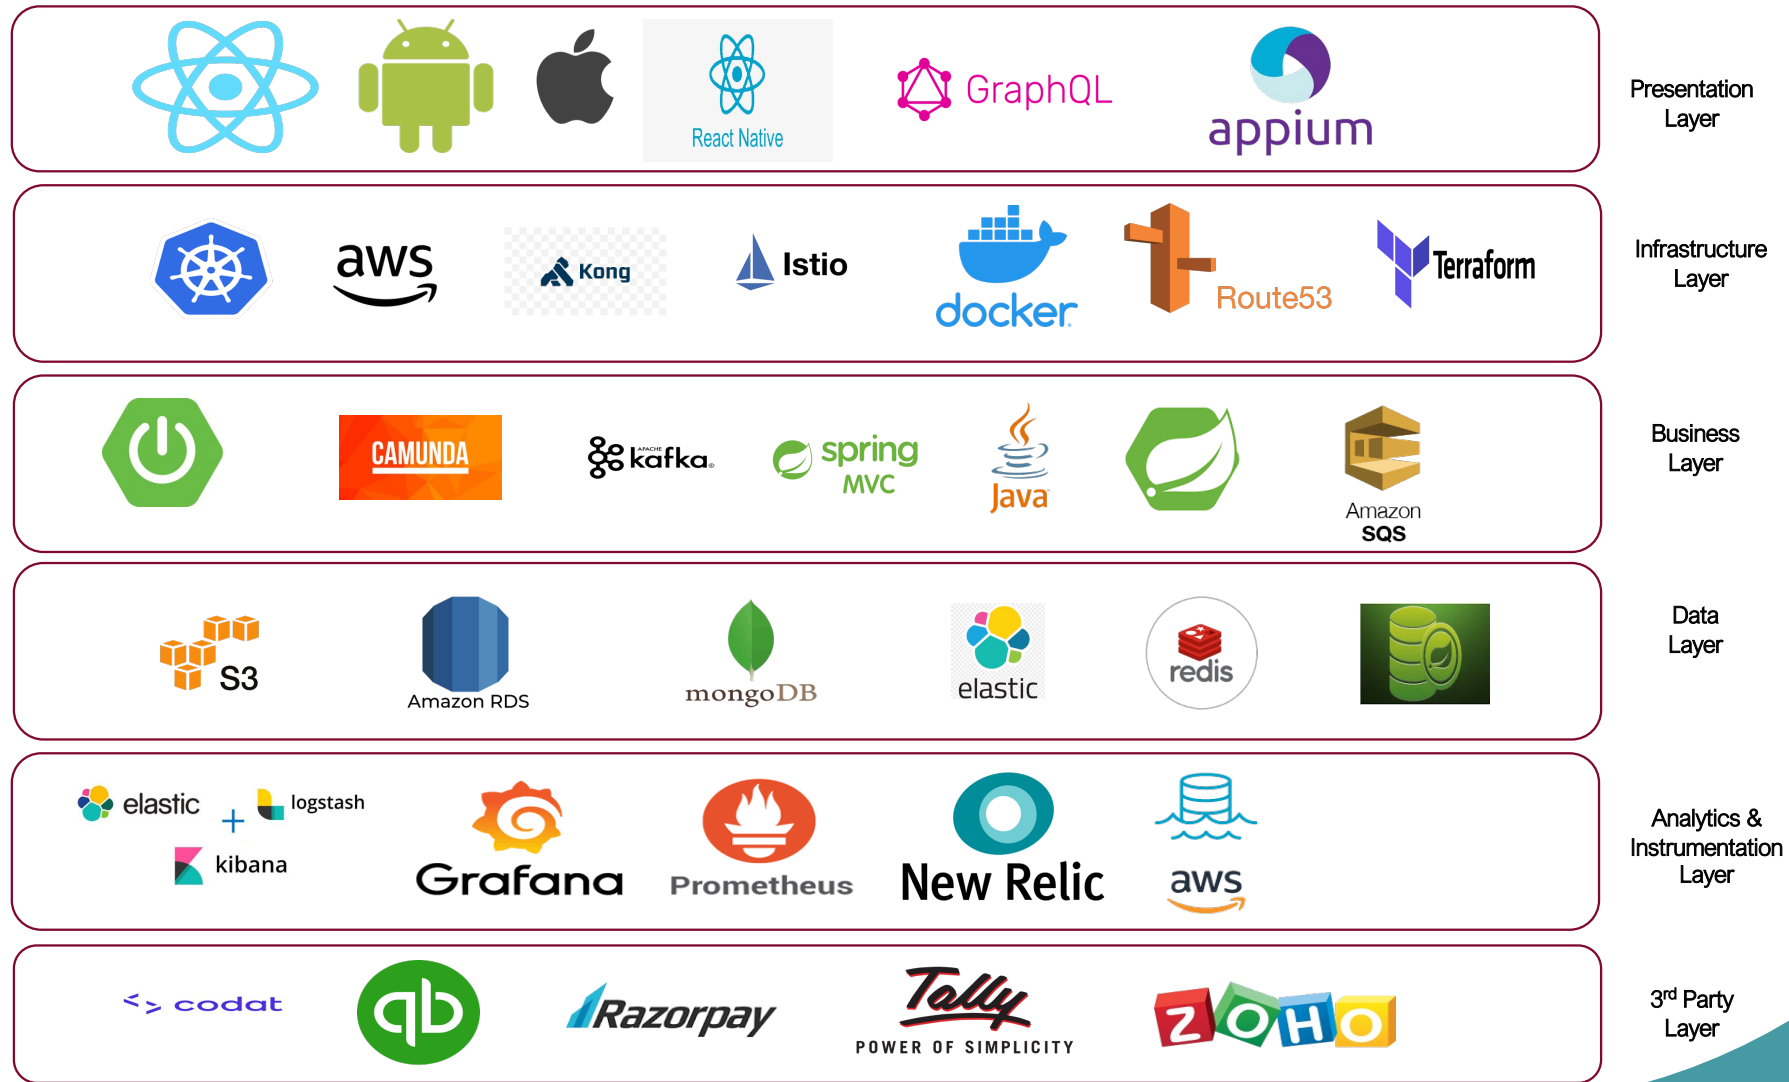 React Native
GraphQL
appium
Presentation
Layer
aws
Kong
Istio
docker
Route53
Terraform
Infrastructure
Layer
CAMUNDA
APACHE
kafka®
spring
MVC
Java
Amazon
SQS
Business
Layer
S3
Amazon RDS
mongoDB
elastic
redis
Data
Layer
elastic + logstash
kibana
Grafana
Prometheus
New Relic
aws
Analytics &
Instrumentation
Layer
<> codat
qb
Razorpay
Tally
POWER OF SIMPLICITY
ZOHO
3rd Party
Layer